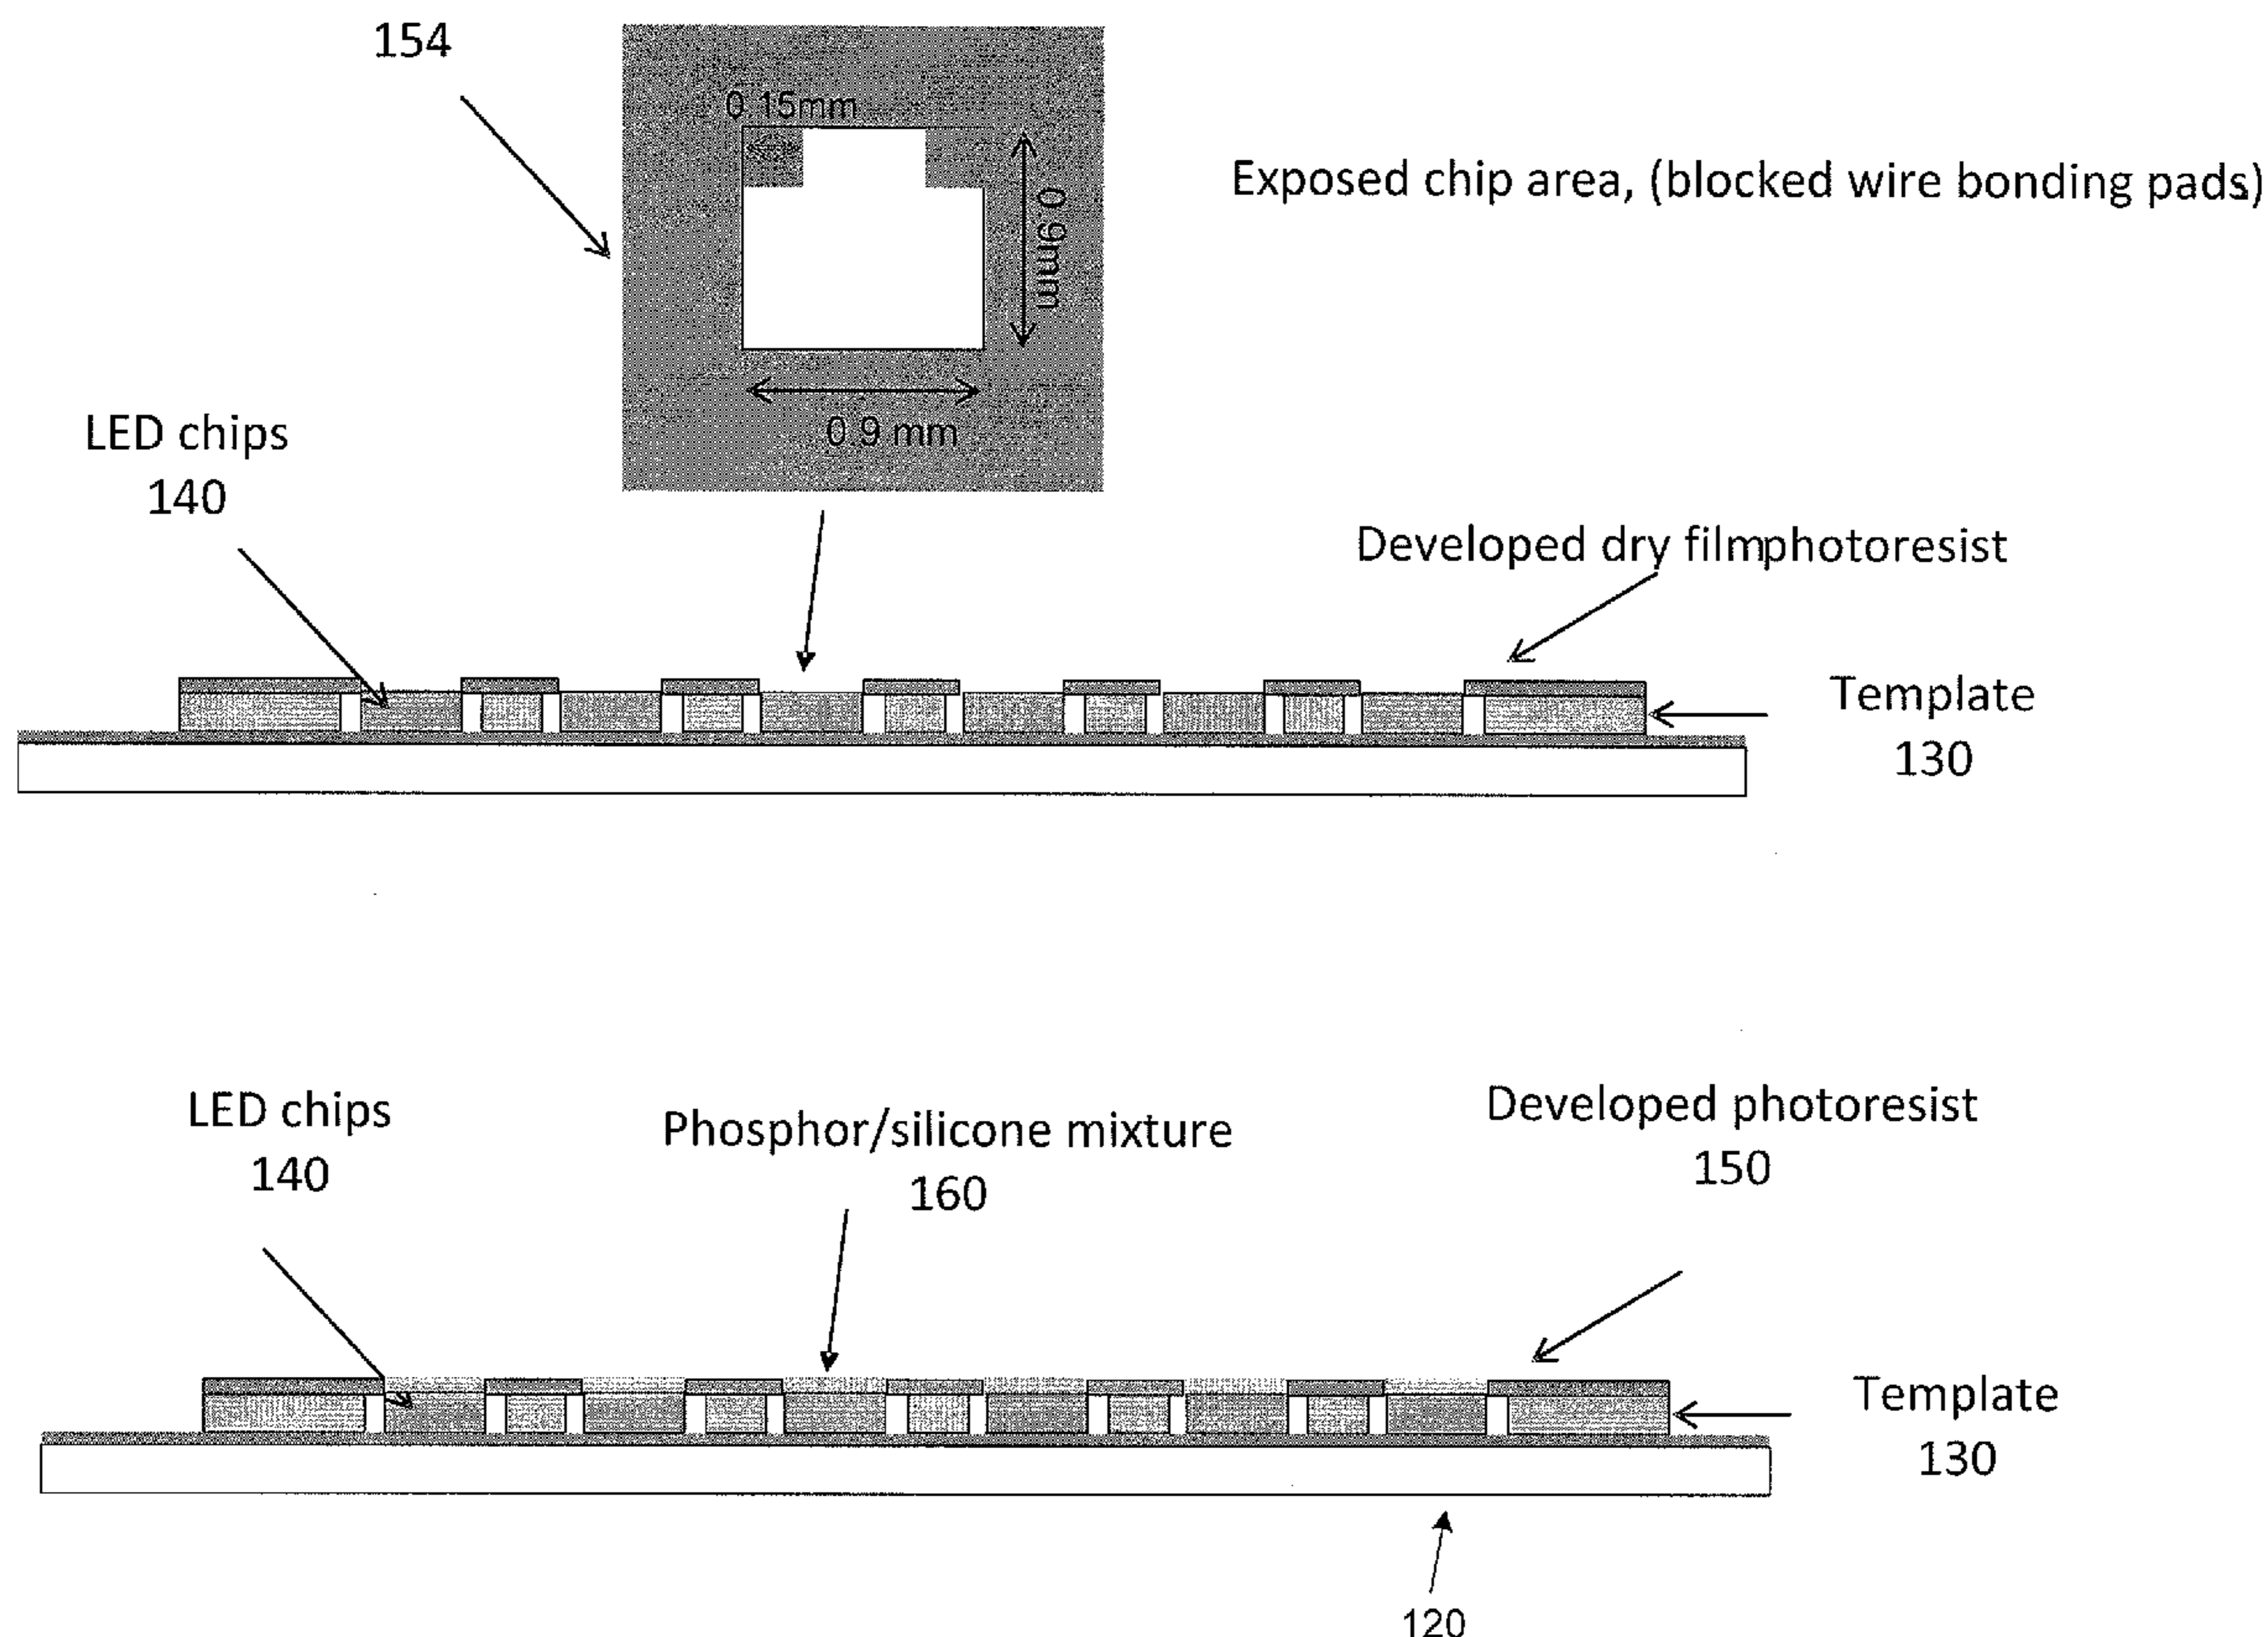 154
0.15mm
Exposed chip area, (blocked wire bonding pads)
0.9mm
0.9 mm
LED chips
140
Developed dry filmphotoresist
Template
130
LED chips
140
Phosphor/silicone mixture
160
Developed photoresist
150
Template
130
120